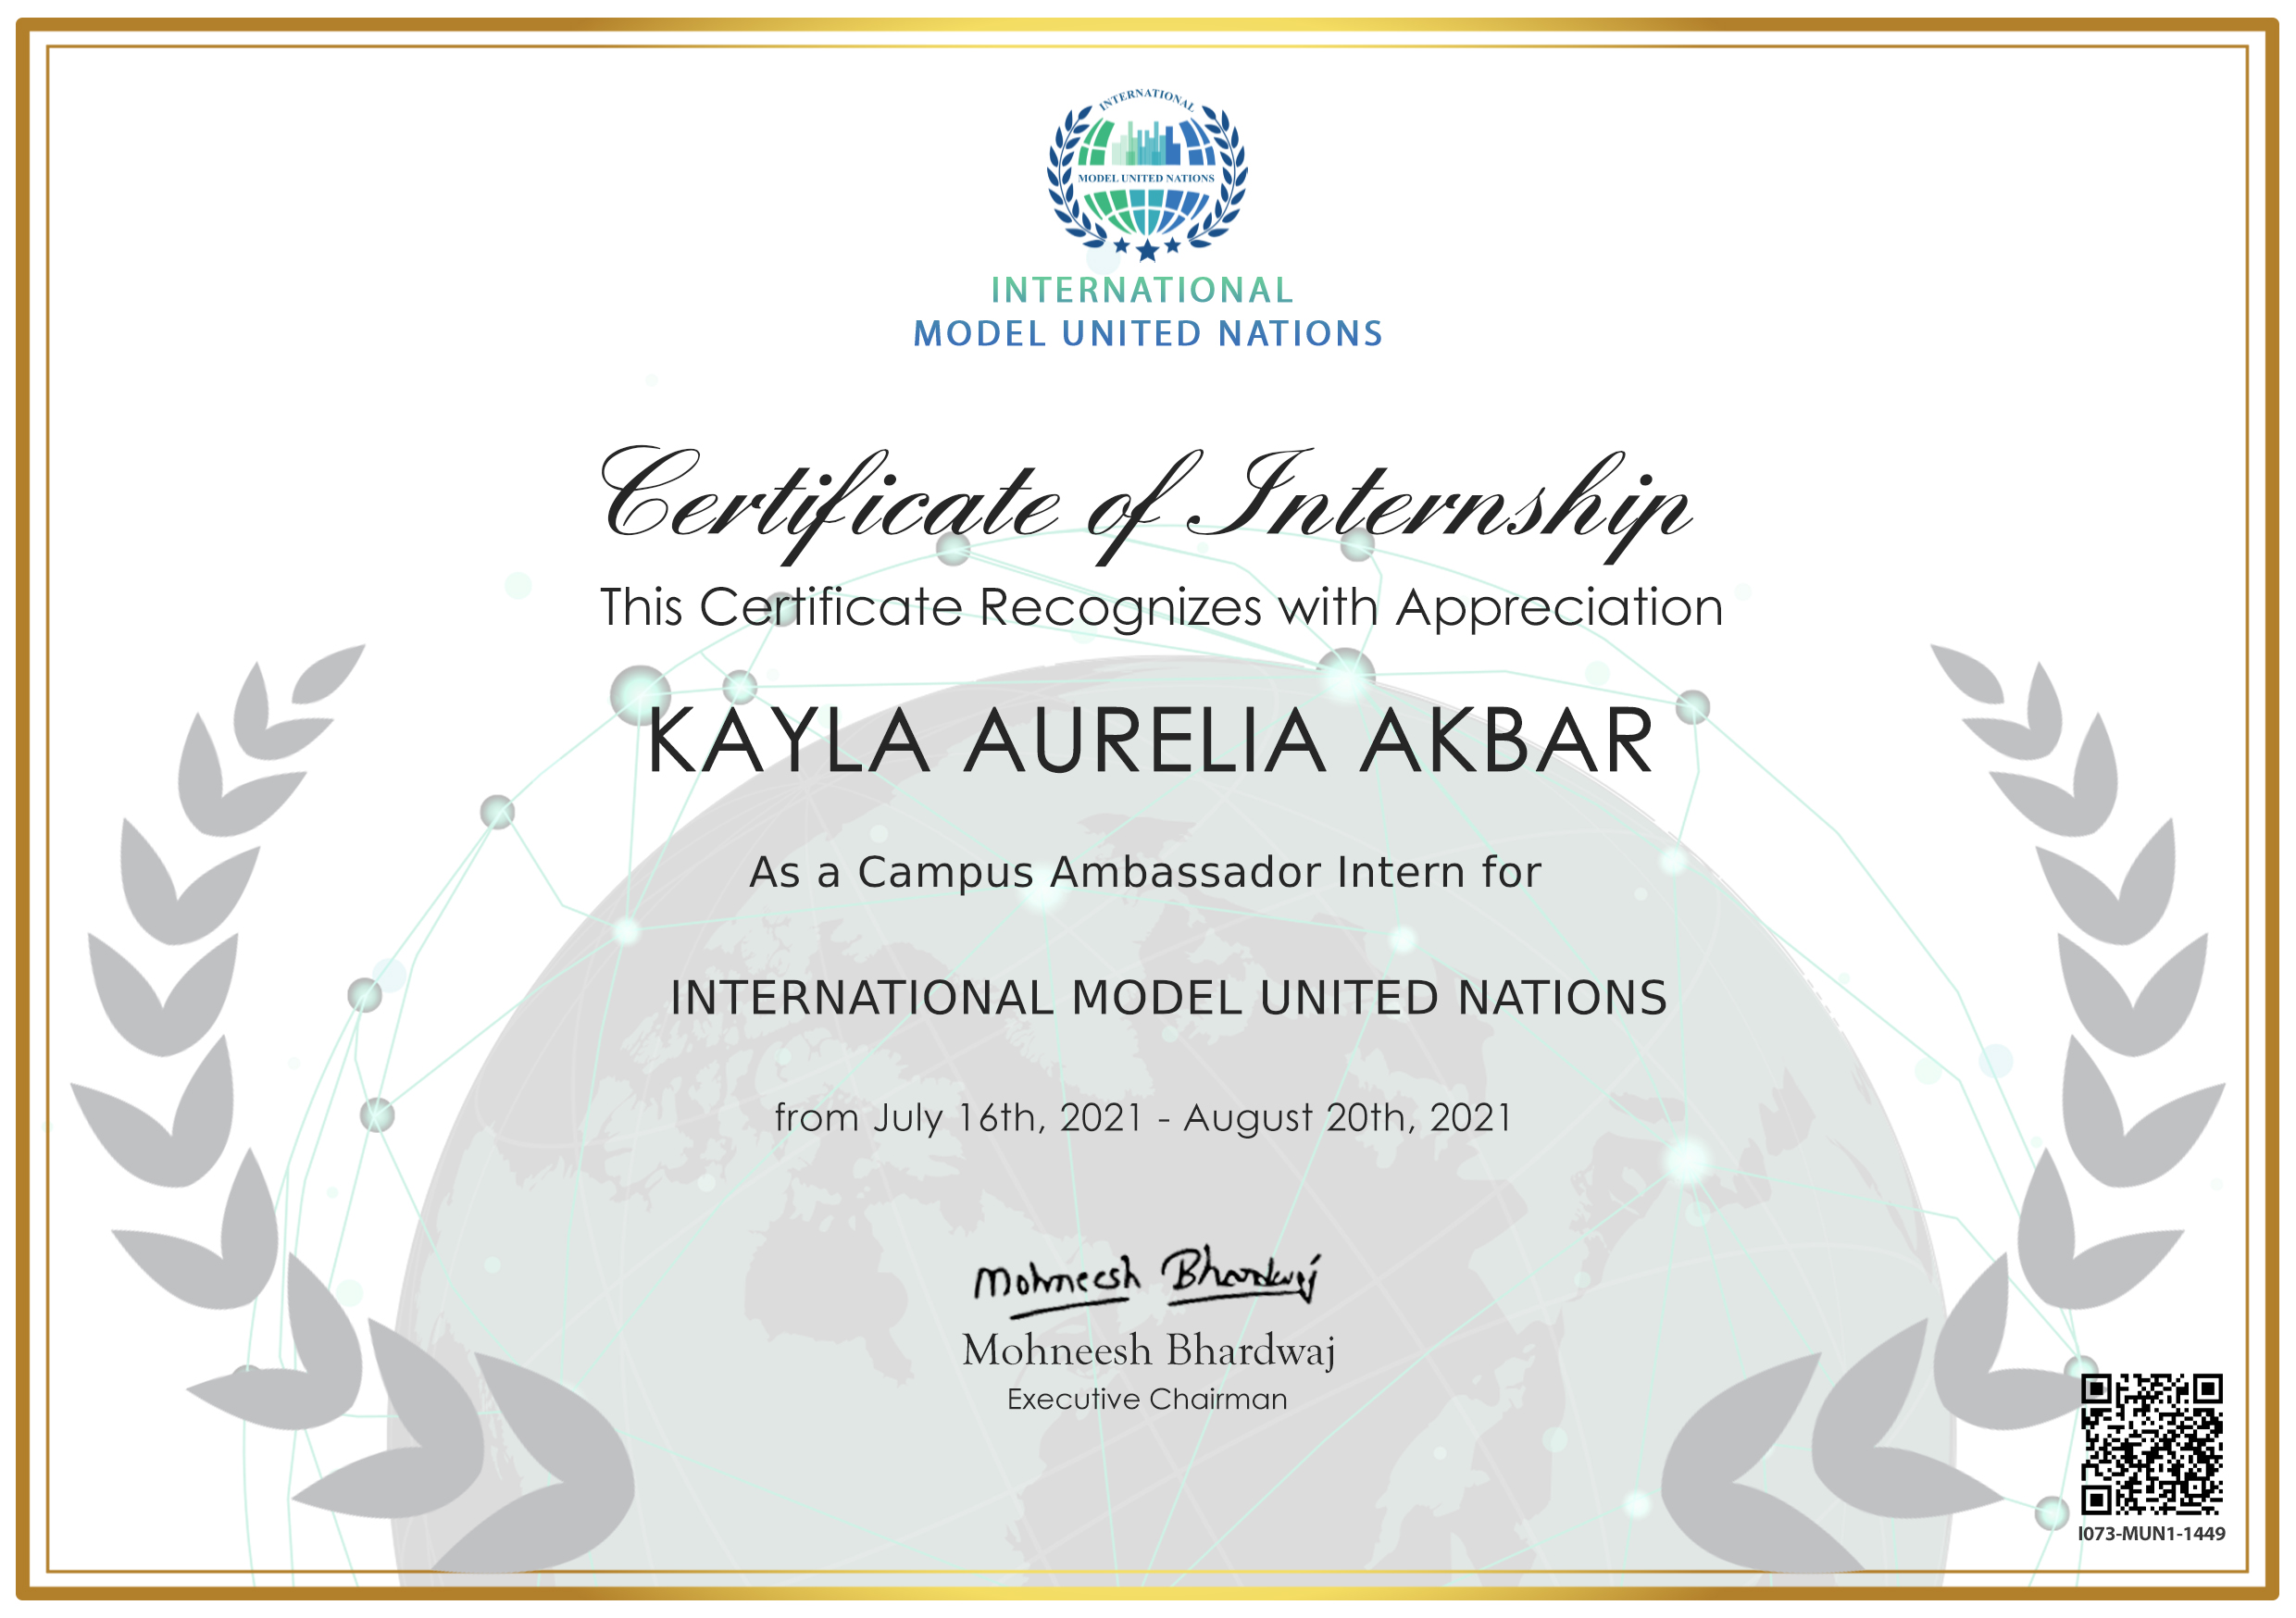 INTERNATIONAL
MODEL UNITED NATIONS
INTERNATIONAL
MODEL UNITED NATIONS
Certificate of Internship
This Certificate Recognizes with Appreciation
KAYLA AURELIA AKBAR
As a Campus Ambassador Intern for
INTERNATIONAL MODEL UNITED NATIONS
from July 16th, 2021 - August 20th, 2021
Mohneesh Bhardwaj
Mohneesh Bhardwaj
Executive Chairman
I073-MUN1-1449